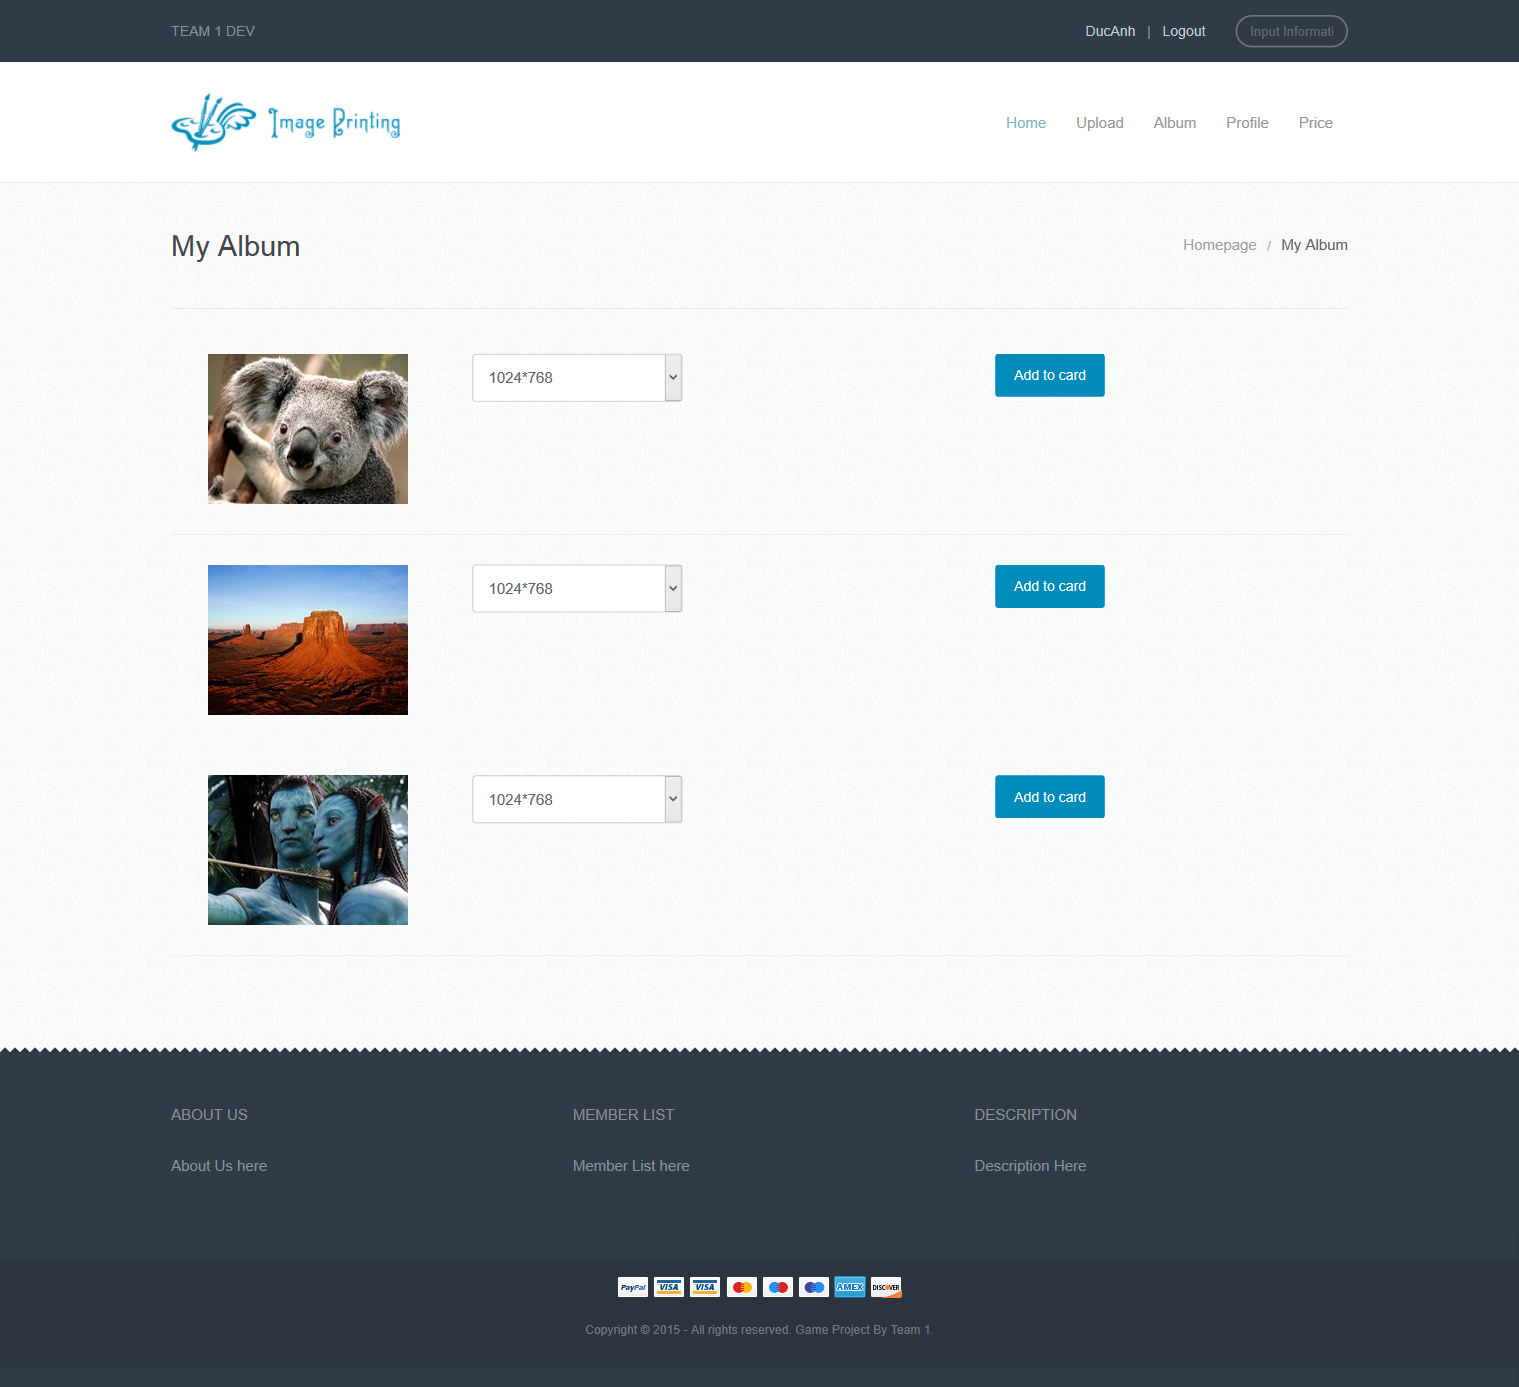 TEAM 1 DEV
DucAnh | Logout
Input Informati
Image Printing
Home Upload Album Profile Price
My Album
Homepage / My Album
1024*768
Add to card
1024*768
Add to card
1024*768
Add to card
ABOUT US
MEMBER LIST
DESCRIPTION
About Us here
Member List here
Description Here
PayPal VISA VISA AMEX DISCOVER
Copyright © 2015 - All rights reserved. Game Project By Team 1.